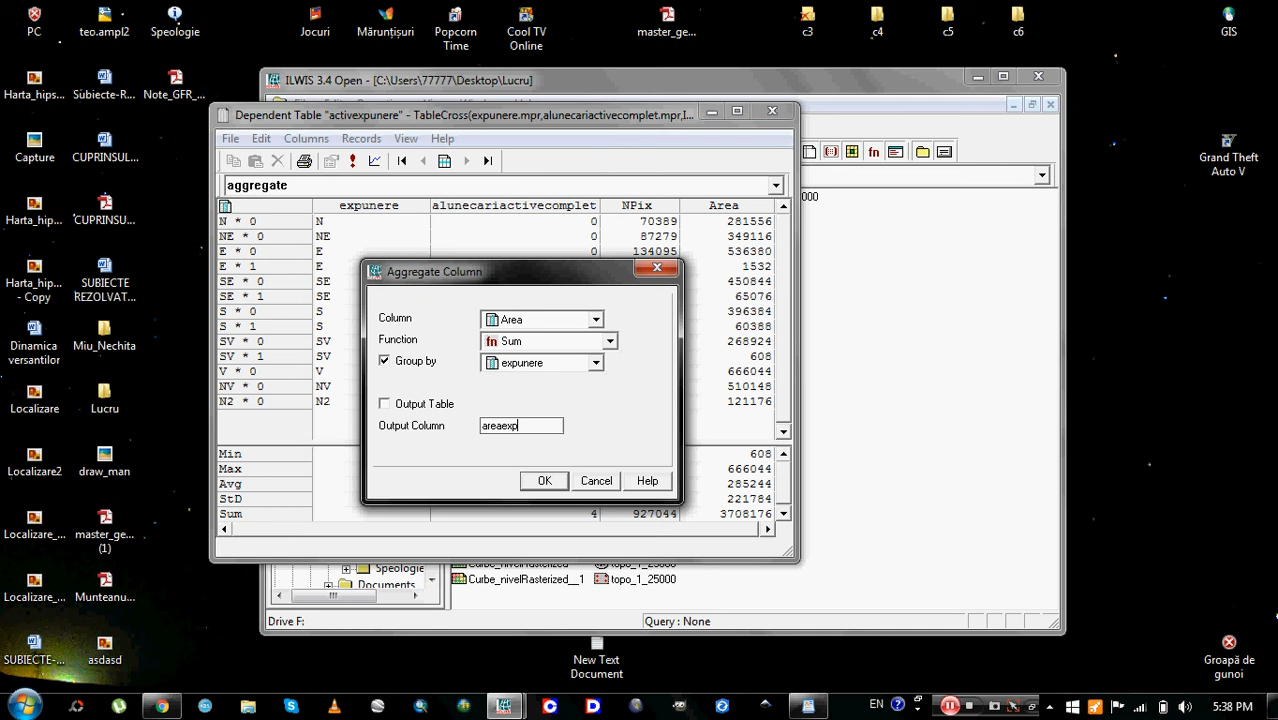 PC
teo.ampl2
Speologie
Jocuri
Mărunțișuri
Popcorn Time
Cool TV Online
master_ge...
c3
c4
c5
c6
GIS
Harta_hips...
Subiecte-R...
Note_GFR_...
Capture
CUPRINSUL...
Harta_hip...
CUPRINSU...
Harta_hip... - Copy
SUBIECTE REZOLVAT...
Dinamica versantilor
Miu_Nechita
Localizare
Lucru
Localizare2
draw_man
Localizare_...
master_ge... (1)
Localizare_...
Munteanu...
SUBIECTE-...
asdasd
Grand Theft Auto V
Groapă de gunoi
New Text Document
ILWIS 3.4 Open - [C:\Users\77777\Desktop\Lucru]
Dependent Table "activexpunere" - TableCross(expunere.mpr,alunecariactivecomplet.mpr,I...
File Edit Columns Records View Help
aggregate
expunere alunecariactivecomplet NPix Area
N * 0 N 0 70389 281556
NE * 0 NE 0 87279 349116
E * 0 E 0 134095 536380
E * 1 E 1532
SE * 0 SE 450844
SE * 1 SE 65076
S * 0 S 396384
S * 1 S 60388
SV * 0 SV 268924
SV * 1 SV 608
V * 0 V 666044
NV * 0 NV 510148
N2 * 0 N2 121176
Min 608
Max 666044
Avg 285244
StD 221784
Sum 4 927044 3708176
Aggregate Column
Column Area
Function fn Sum
Group by expunere
Output Table
Output Column areaexp
OK Cancel Help
fn
000
Speologie
Documents
Curbe_nivelRasterized topo_1_25000
Curbe_nivelRasterized__1 topo_1_25000
Drive F: Query : None
EN
5:38 PM